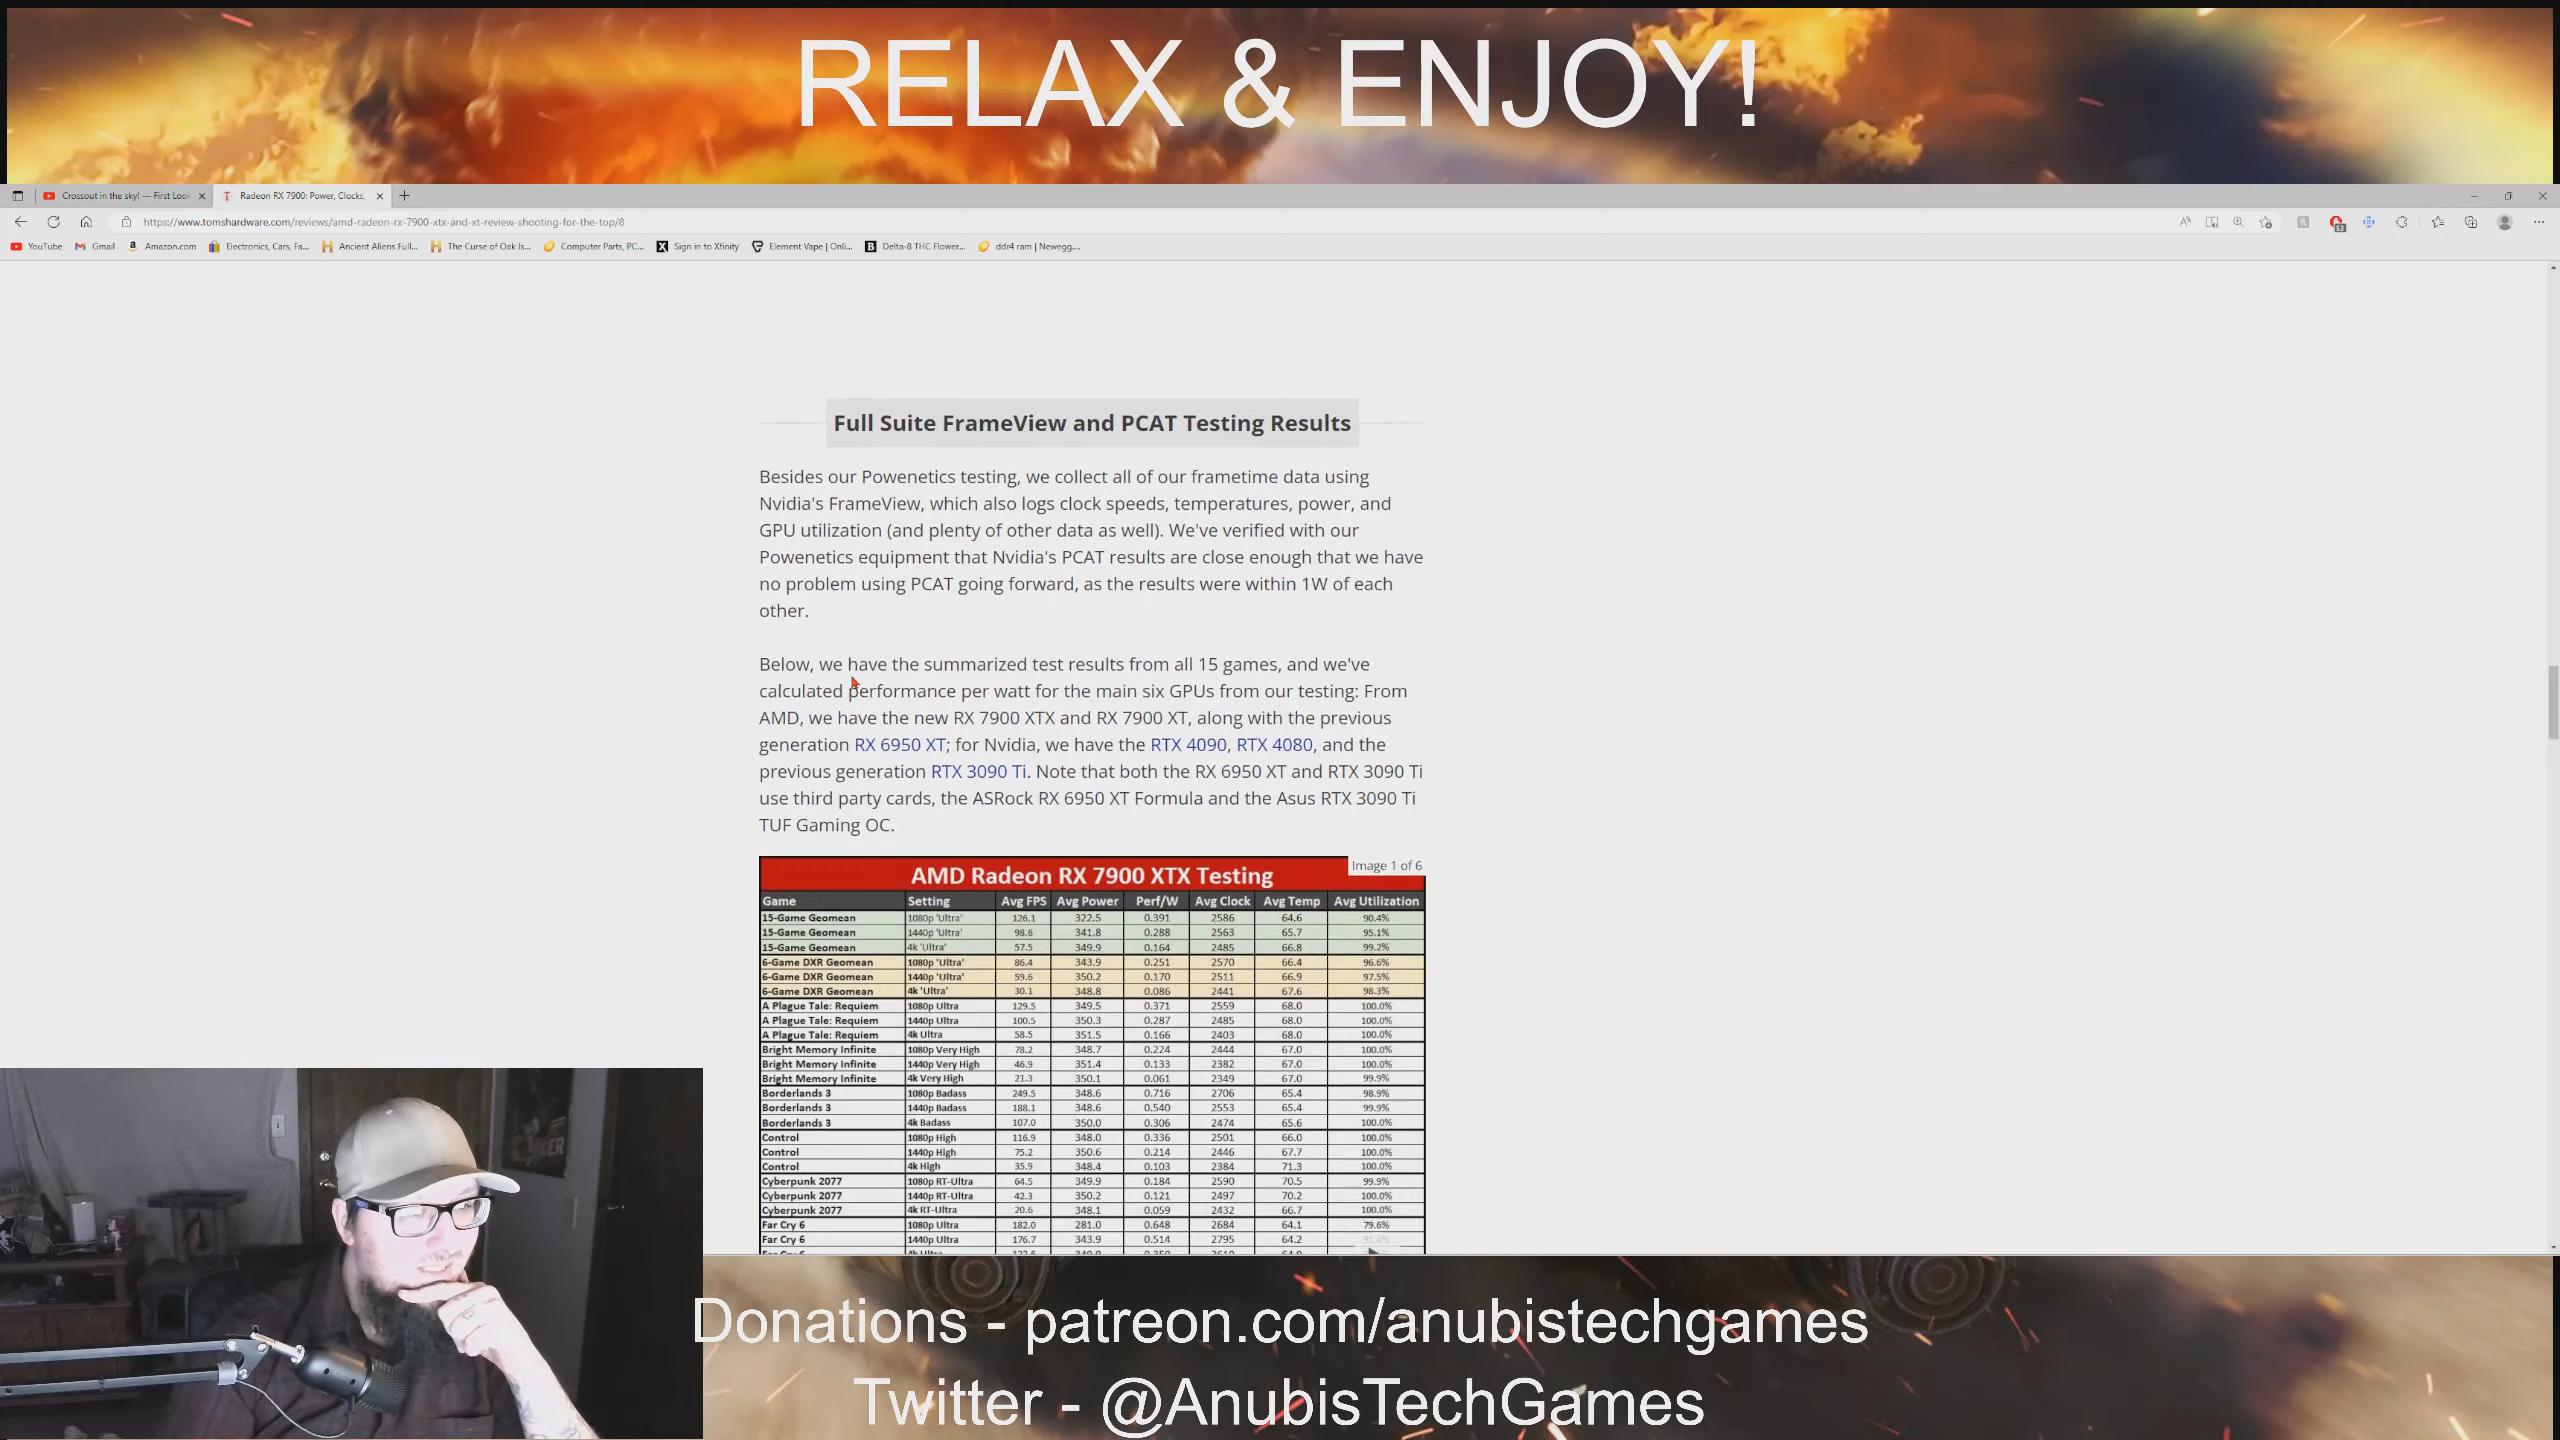 RELAX & ENJOY!
Crossout in the sky! — First Look
Radeon RX 7900: Power, Clocks,
https://www.tomshardware.com/reviews/amd-radeon-rx-7900-xtx-and-xt-review-shooting-for-the-top/8
YouTube Gmail Amazon.com Electronics, Cars, Fa... Ancient Aliens Full... The Curse of Oak Is... Computer Parts, PC... Sign in to Xfinity Element Vape | Onli... Delta-8 THC Flower... ddr4 ram | Newegg....
Full Suite FrameView and PCAT Testing Results
Besides our Powenetics testing, we collect all of our frametime data using
Nvidia's FrameView, which also logs clock speeds, temperatures, power, and
GPU utilization (and plenty of other data as well). We've verified with our
Powenetics equipment that Nvidia's PCAT results are close enough that we have
no problem using PCAT going forward, as the results were within 1W of each
other.
Below, we have the summarized test results from all 15 games, and we've
calculated performance per watt for the main six GPUs from our testing: From
AMD, we have the new RX 7900 XTX and RX 7900 XT, along with the previous
generation RX 6950 XT; for Nvidia, we have the RTX 4090, RTX 4080, and the
previous generation RTX 3090 Ti. Note that both the RX 6950 XT and RTX 3090 Ti
use third party cards, the ASRock RX 6950 XT Formula and the Asus RTX 3090 Ti
TUF Gaming OC.
Image 1 of 6
AMD Radeon RX 7900 XTX Testing
Game Setting Avg FPS Avg Power Perf/W Avg Clock Avg Temp Avg Utilization
15-Game Geomean 1080p 'Ultra' 126.1 322.5 0.391 2586 64.6 90.4%
15-Game Geomean 1440p 'Ultra' 98.6 341.8 0.288 2563 65.7 95.1%
15-Game Geomean 4k 'Ultra' 57.5 349.9 0.164 2485 66.8 99.2%
6-Game DXR Geomean 1080p 'Ultra' 86.4 343.9 0.251 2570 66.4 96.6%
6-Game DXR Geomean 1440p 'Ultra' 59.6 350.2 0.170 2511 66.9 97.5%
6-Game DXR Geomean 4k 'Ultra' 30.1 348.8 0.086 2441 67.6 98.3%
A Plague Tale: Requiem 1080p Ultra 129.5 349.5 0.371 2559 68.0 100.0%
A Plague Tale: Requiem 1440p Ultra 100.5 350.3 0.287 2485 68.0 100.0%
A Plague Tale: Requiem 4k Ultra 58.5 351.5 0.166 2403 68.0 100.0%
Bright Memory Infinite 1080p Very High 78.2 348.7 0.224 2444 67.0 100.0%
Bright Memory Infinite 1440p Very High 46.9 351.4 0.133 2382 67.0 100.0%
Bright Memory Infinite 4k Very High 21.3 350.1 0.061 2349 67.0 99.9%
Borderlands 3 1080p Badass 249.5 348.6 0.716 2706 65.4 98.9%
Borderlands 3 1440p Badass 188.1 348.6 0.540 2553 65.4 99.9%
Borderlands 3 4k Badass 107.0 350.0 0.306 2474 65.6 100.0%
Control 1080p High 116.9 348.0 0.336 2501 66.0 100.0%
Control 1440p High 75.2 350.6 0.214 2446 67.7 100.0%
Control 4k High 35.9 348.4 0.103 2384 71.3 100.0%
Cyberpunk 2077 1080p RT-Ultra 64.5 349.9 0.184 2590 70.5 99.9%
Cyberpunk 2077 1440p RT-Ultra 42.3 350.2 0.121 2497 70.2 100.0%
Cyberpunk 2077 4k RT-Ultra 20.6 348.1 0.059 2432 66.7 100.0%
Far Cry 6 1080p Ultra 182.0 281.0 0.648 2684 64.1 79.6%
Far Cry 6 1440p Ultra 176.7 343.9 0.514 2795 64.2 91.4%
Donations - patreon.com/anubistechgames
Twitter - @AnubisTechGames